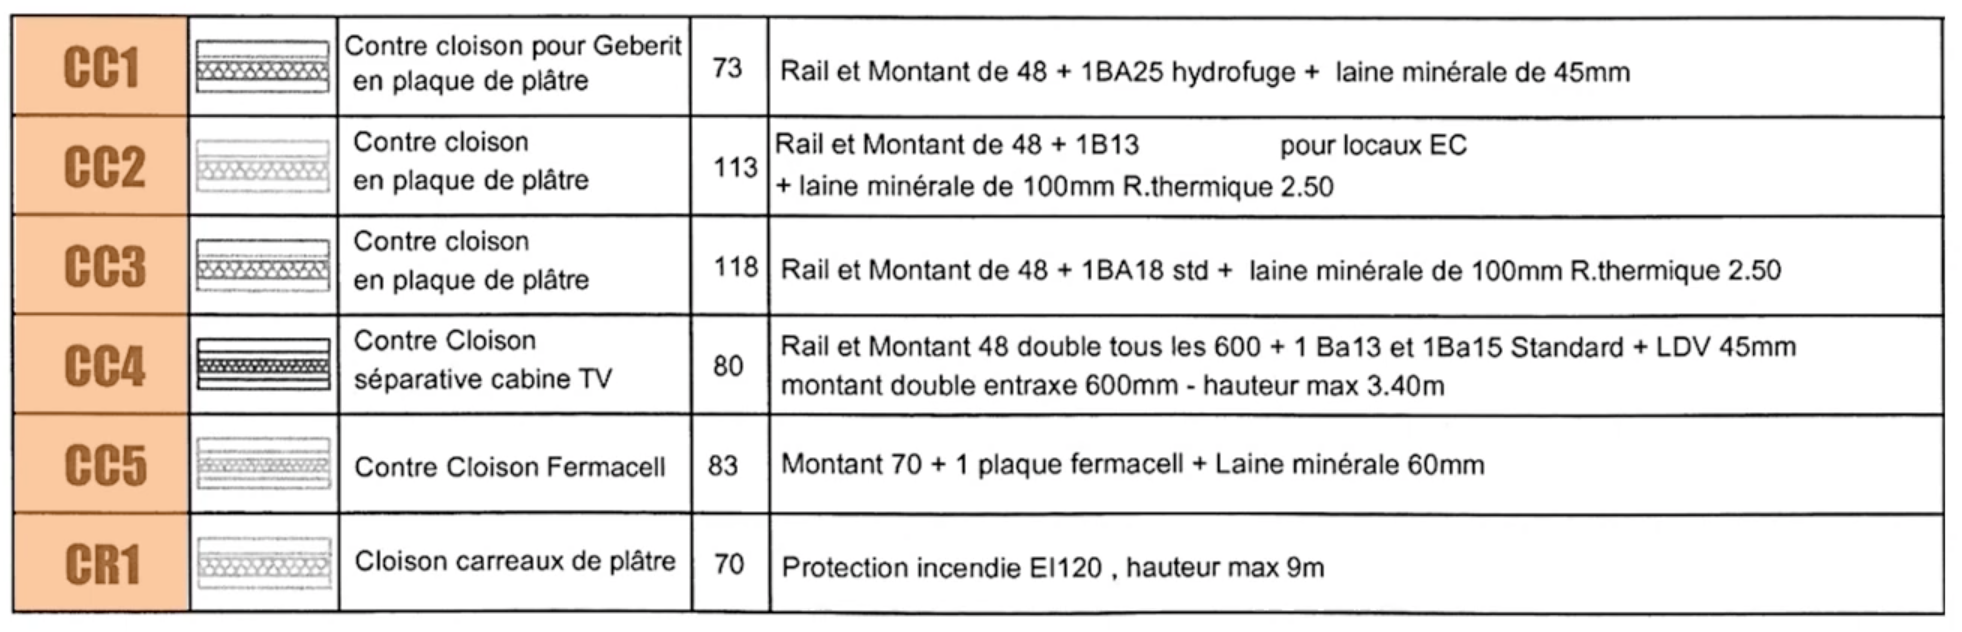 CC1
Contre cloison pour Geberit
en plaque de plâtre
73
Rail et Montant de 48 + 1BA25 hydrofuge + laine minérale de 45mm
CC2
Contre cloison
en plaque de plâtre
113
Rail et Montant de 48 + 1B13 pour locaux EC
+ laine minérale de 100mm R.thermique 2.50
CC3
Contre cloison
en plaque de plâtre
118
Rail et Montant de 48 + 1BA18 std + laine minérale de 100mm R.thermique 2.50
CC4
Contre Cloison
séparative cabine TV
80
Rail et Montant 48 double tous les 600 + 1 Ba13 et 1Ba15 Standard + LDV 45mm
montant double entraxe 600mm - hauteur max 3.40m
CC5
Contre Cloison Fermacell
83
Montant 70 + 1 plaque fermacell + Laine minérale 60mm
CR1
Cloison carreaux de plâtre
70
Protection incendie EI120 , hauteur max 9m